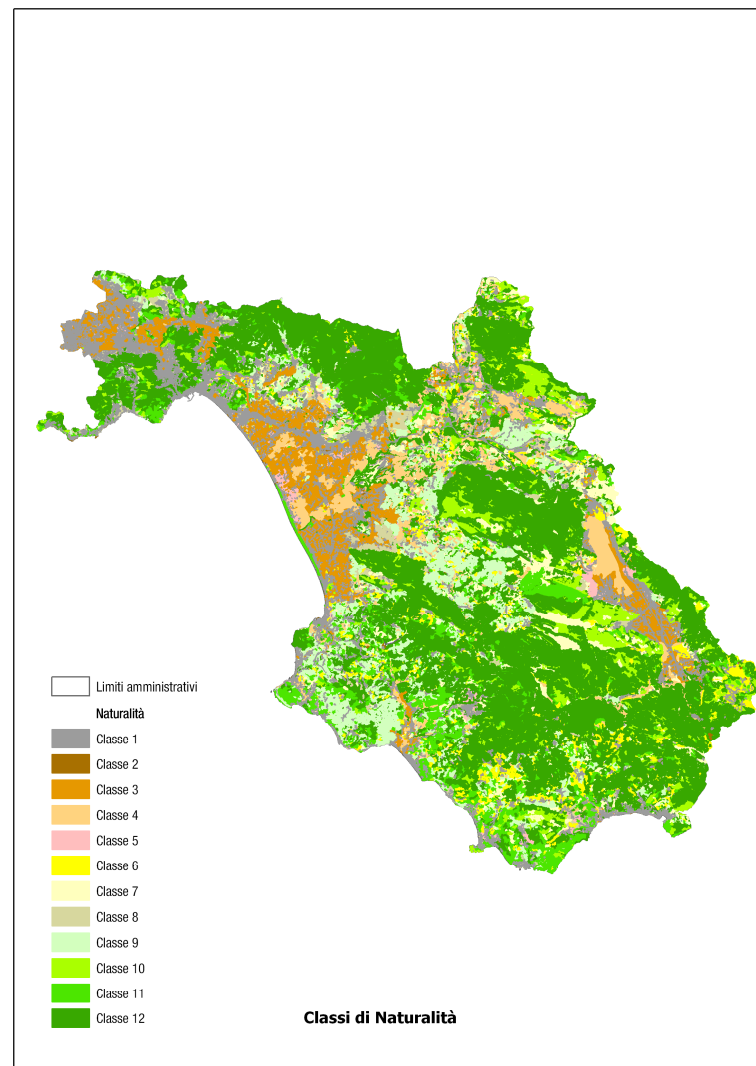 Limiti amministrativi
Naturalità
Classe 1
Classe 2
Classe 3
Classe 4
Classe 5
Classe 6
Classe 7
Classe 8
Classe 9
Classe 10
Classe 11
Classe 12
Classi di Naturalità